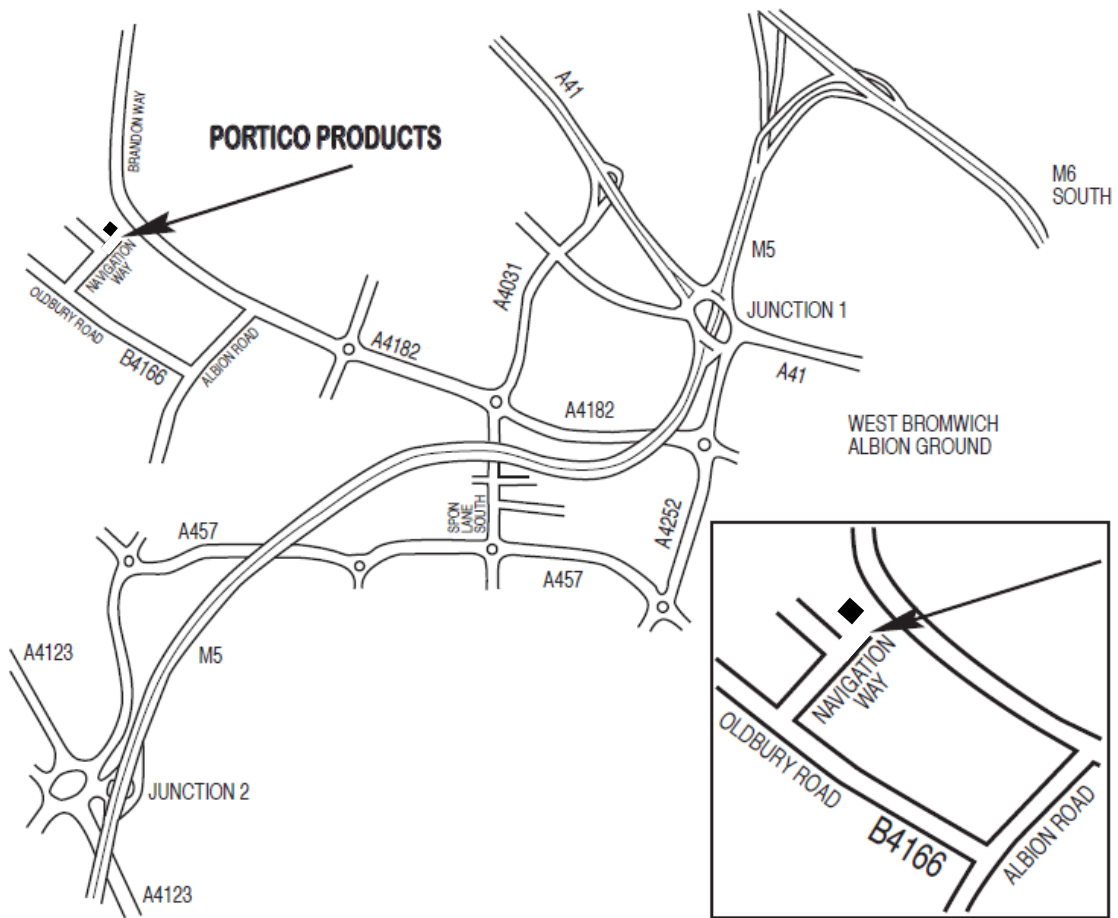 A41
BRANDON WAY
PORTICO PRODUCTS
M6
SOUTH
M5
NAVIGATION
WAY
A4031
OLDBURY ROAD
JUNCTION 1
B4166
ALBION ROAD
A4182
A41
A4182
WEST BROMWICH
ALBION GROUND
SPON
LANE
SOUTH
A4252
A457
A457
A4123
M5
JUNCTION 2
A4123
NAVIGATION
WAY
OLDBURY ROAD
B4166
ALBION ROAD